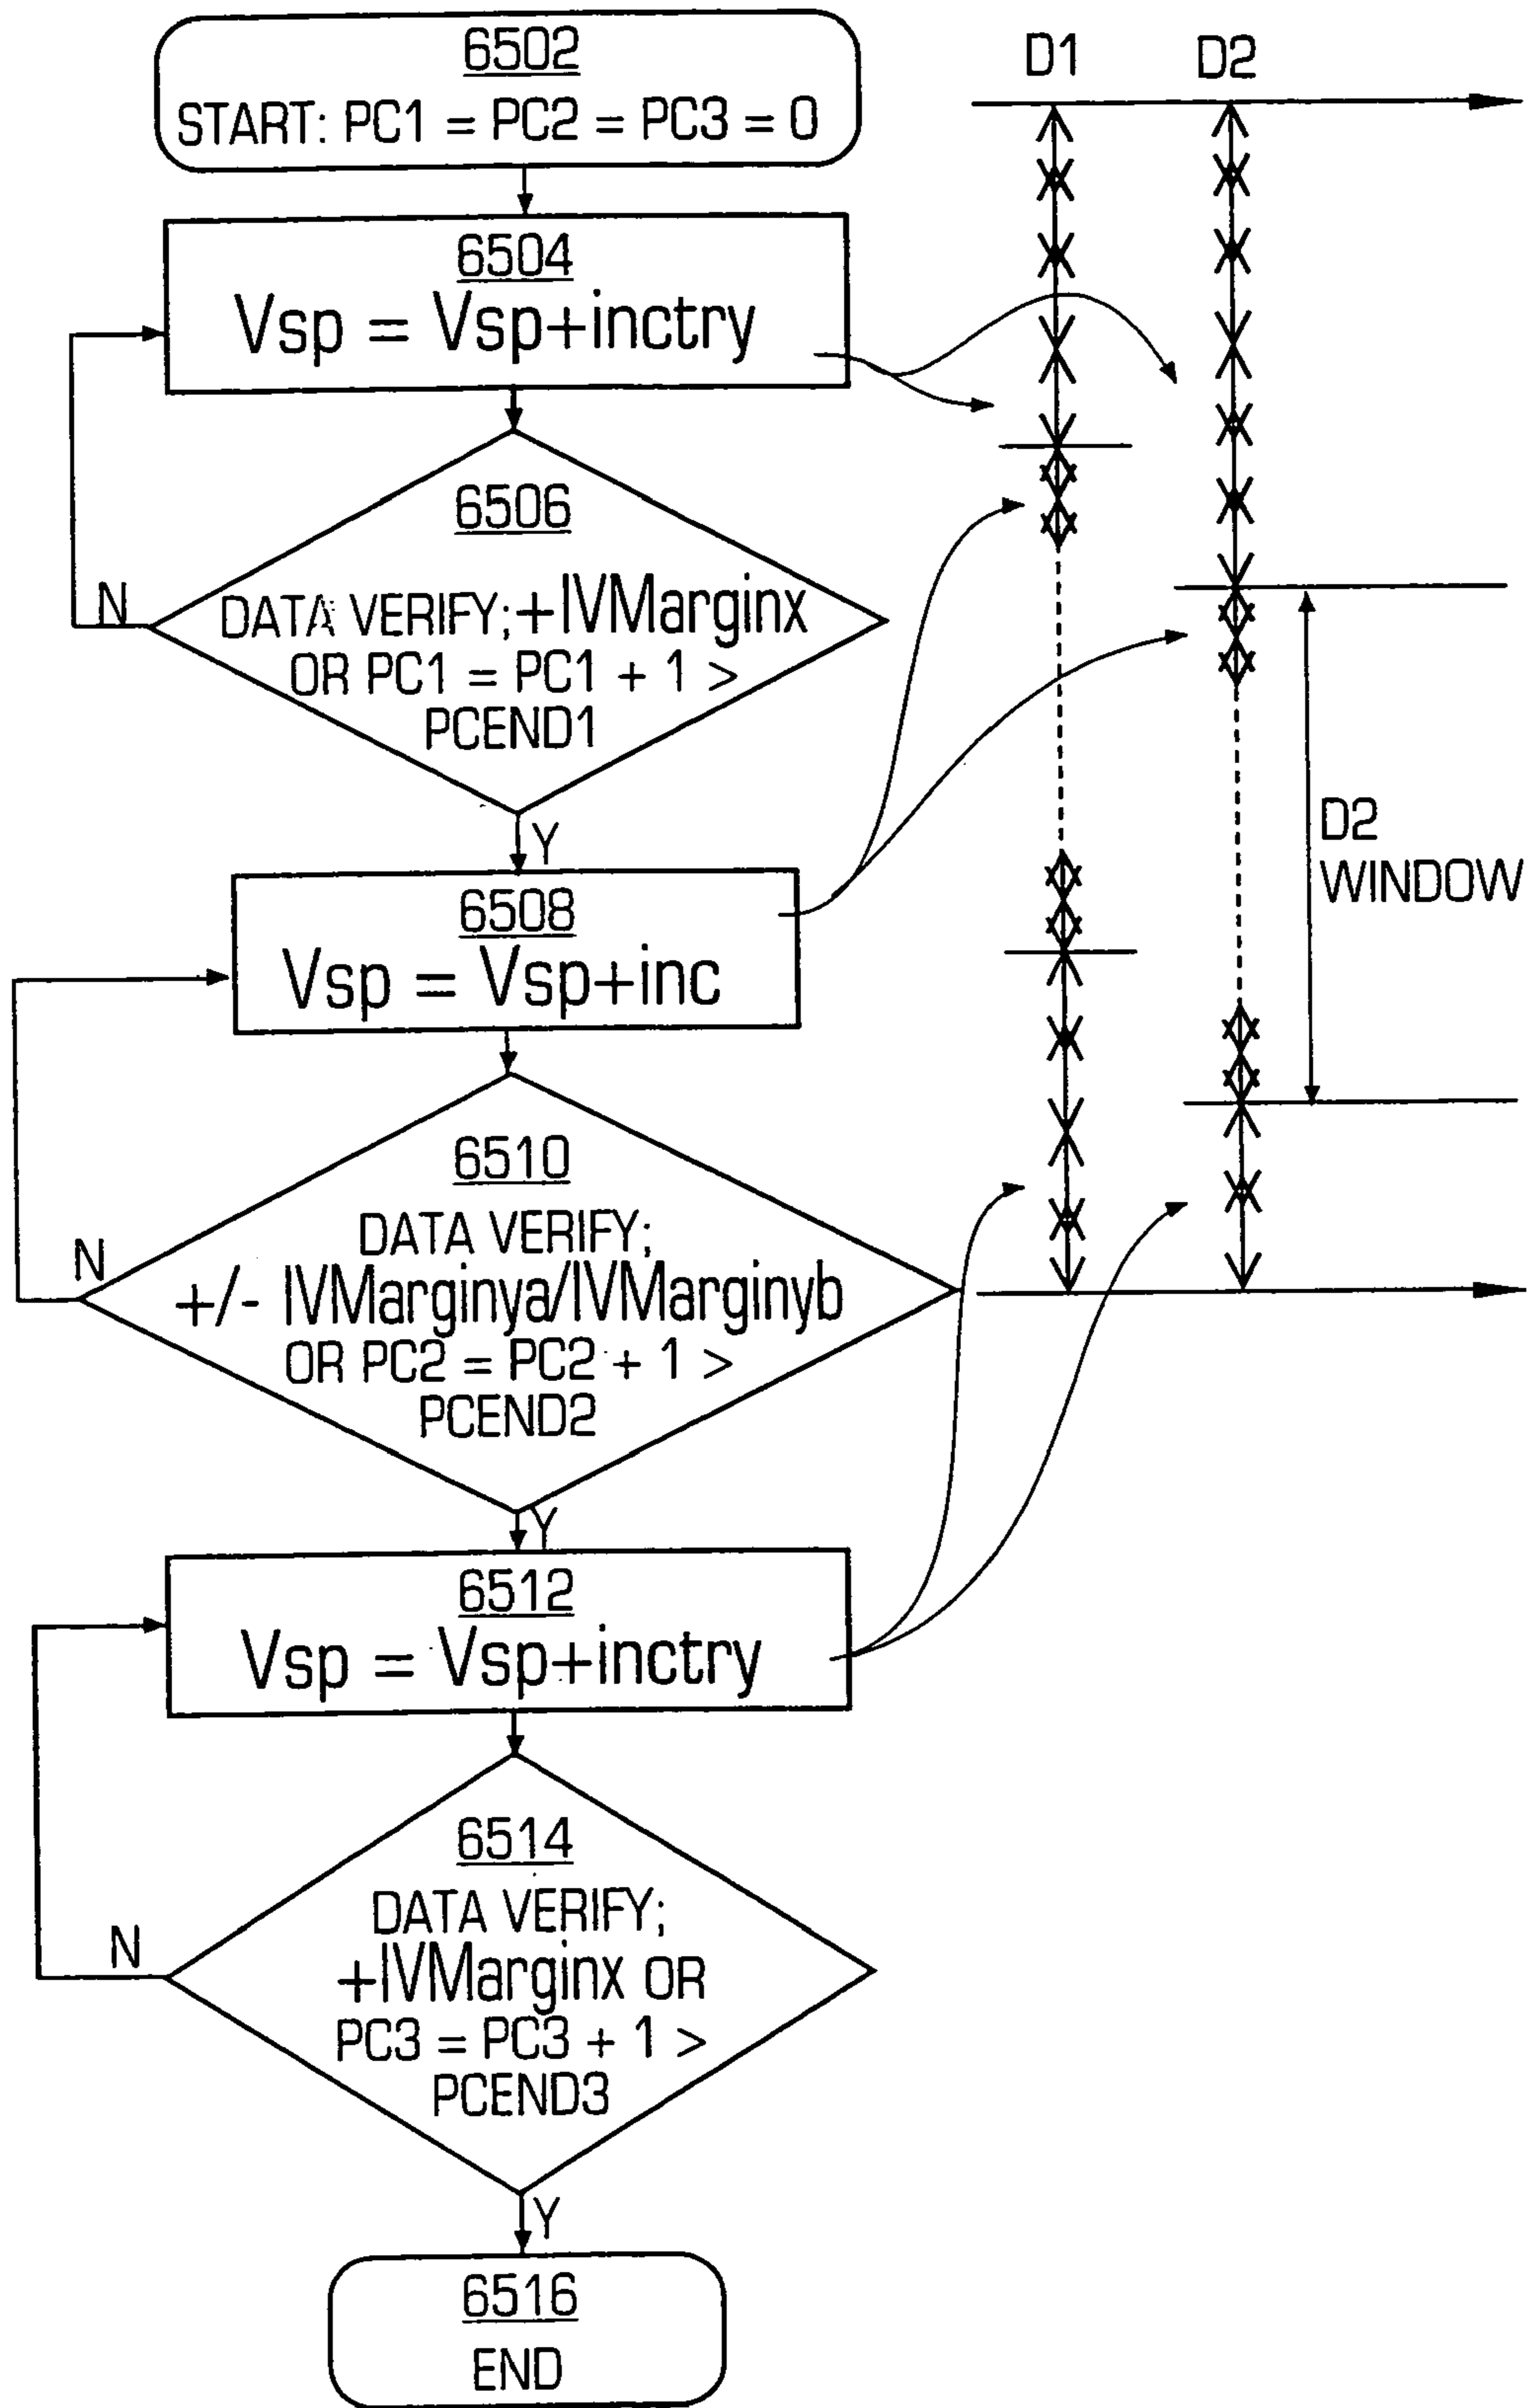 6502
START: PC1 = PC2 = PC3 = 0
D1
D2
6504
Vsp = Vsp+inctry
6506
N
DATA VERIFY;+IVMarginx
OR PC1 = PC1 + 1 >
PCEND1
Y
D2
WINDOW
6508
Vsp = Vsp+inc
6510
N
DATA VERIFY;
+/- IVMarginya/IVMarginyb
OR PC2 = PC2 + 1 >
PCEND2
Y
6512
Vsp = Vsp+inctry
6514
N
DATA VERIFY;
+IVMarginx OR
PC3 = PC3 + 1 >
PCEND3
Y
6516
END